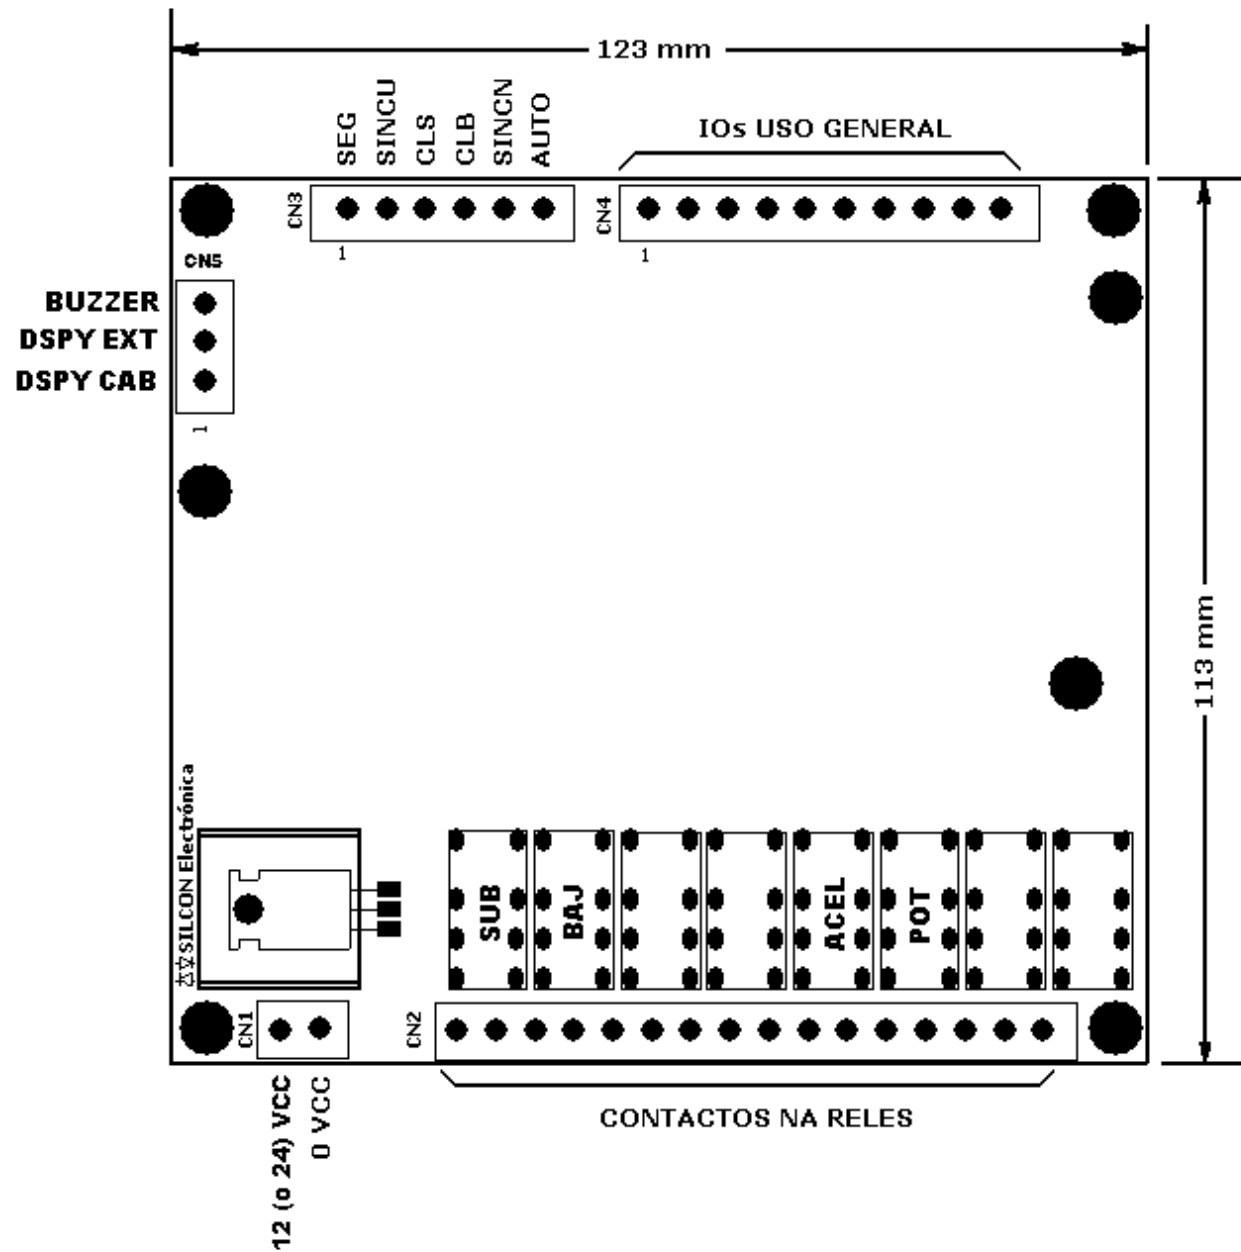 123 mm
SEG
SINCU
CLS
CLB
SINCN
AUTO
IOs USO GENERAL
CN3
1
CN4
1
CN5
BUZZER
DSPY EXT
DSPY CAB
1
113 mm
SILCON Electrónica
SUB
BAJ
ACEL
POT
CN1
CN2
12 (o 24) VCC
0 VCC
CONTACTOS NA RELES